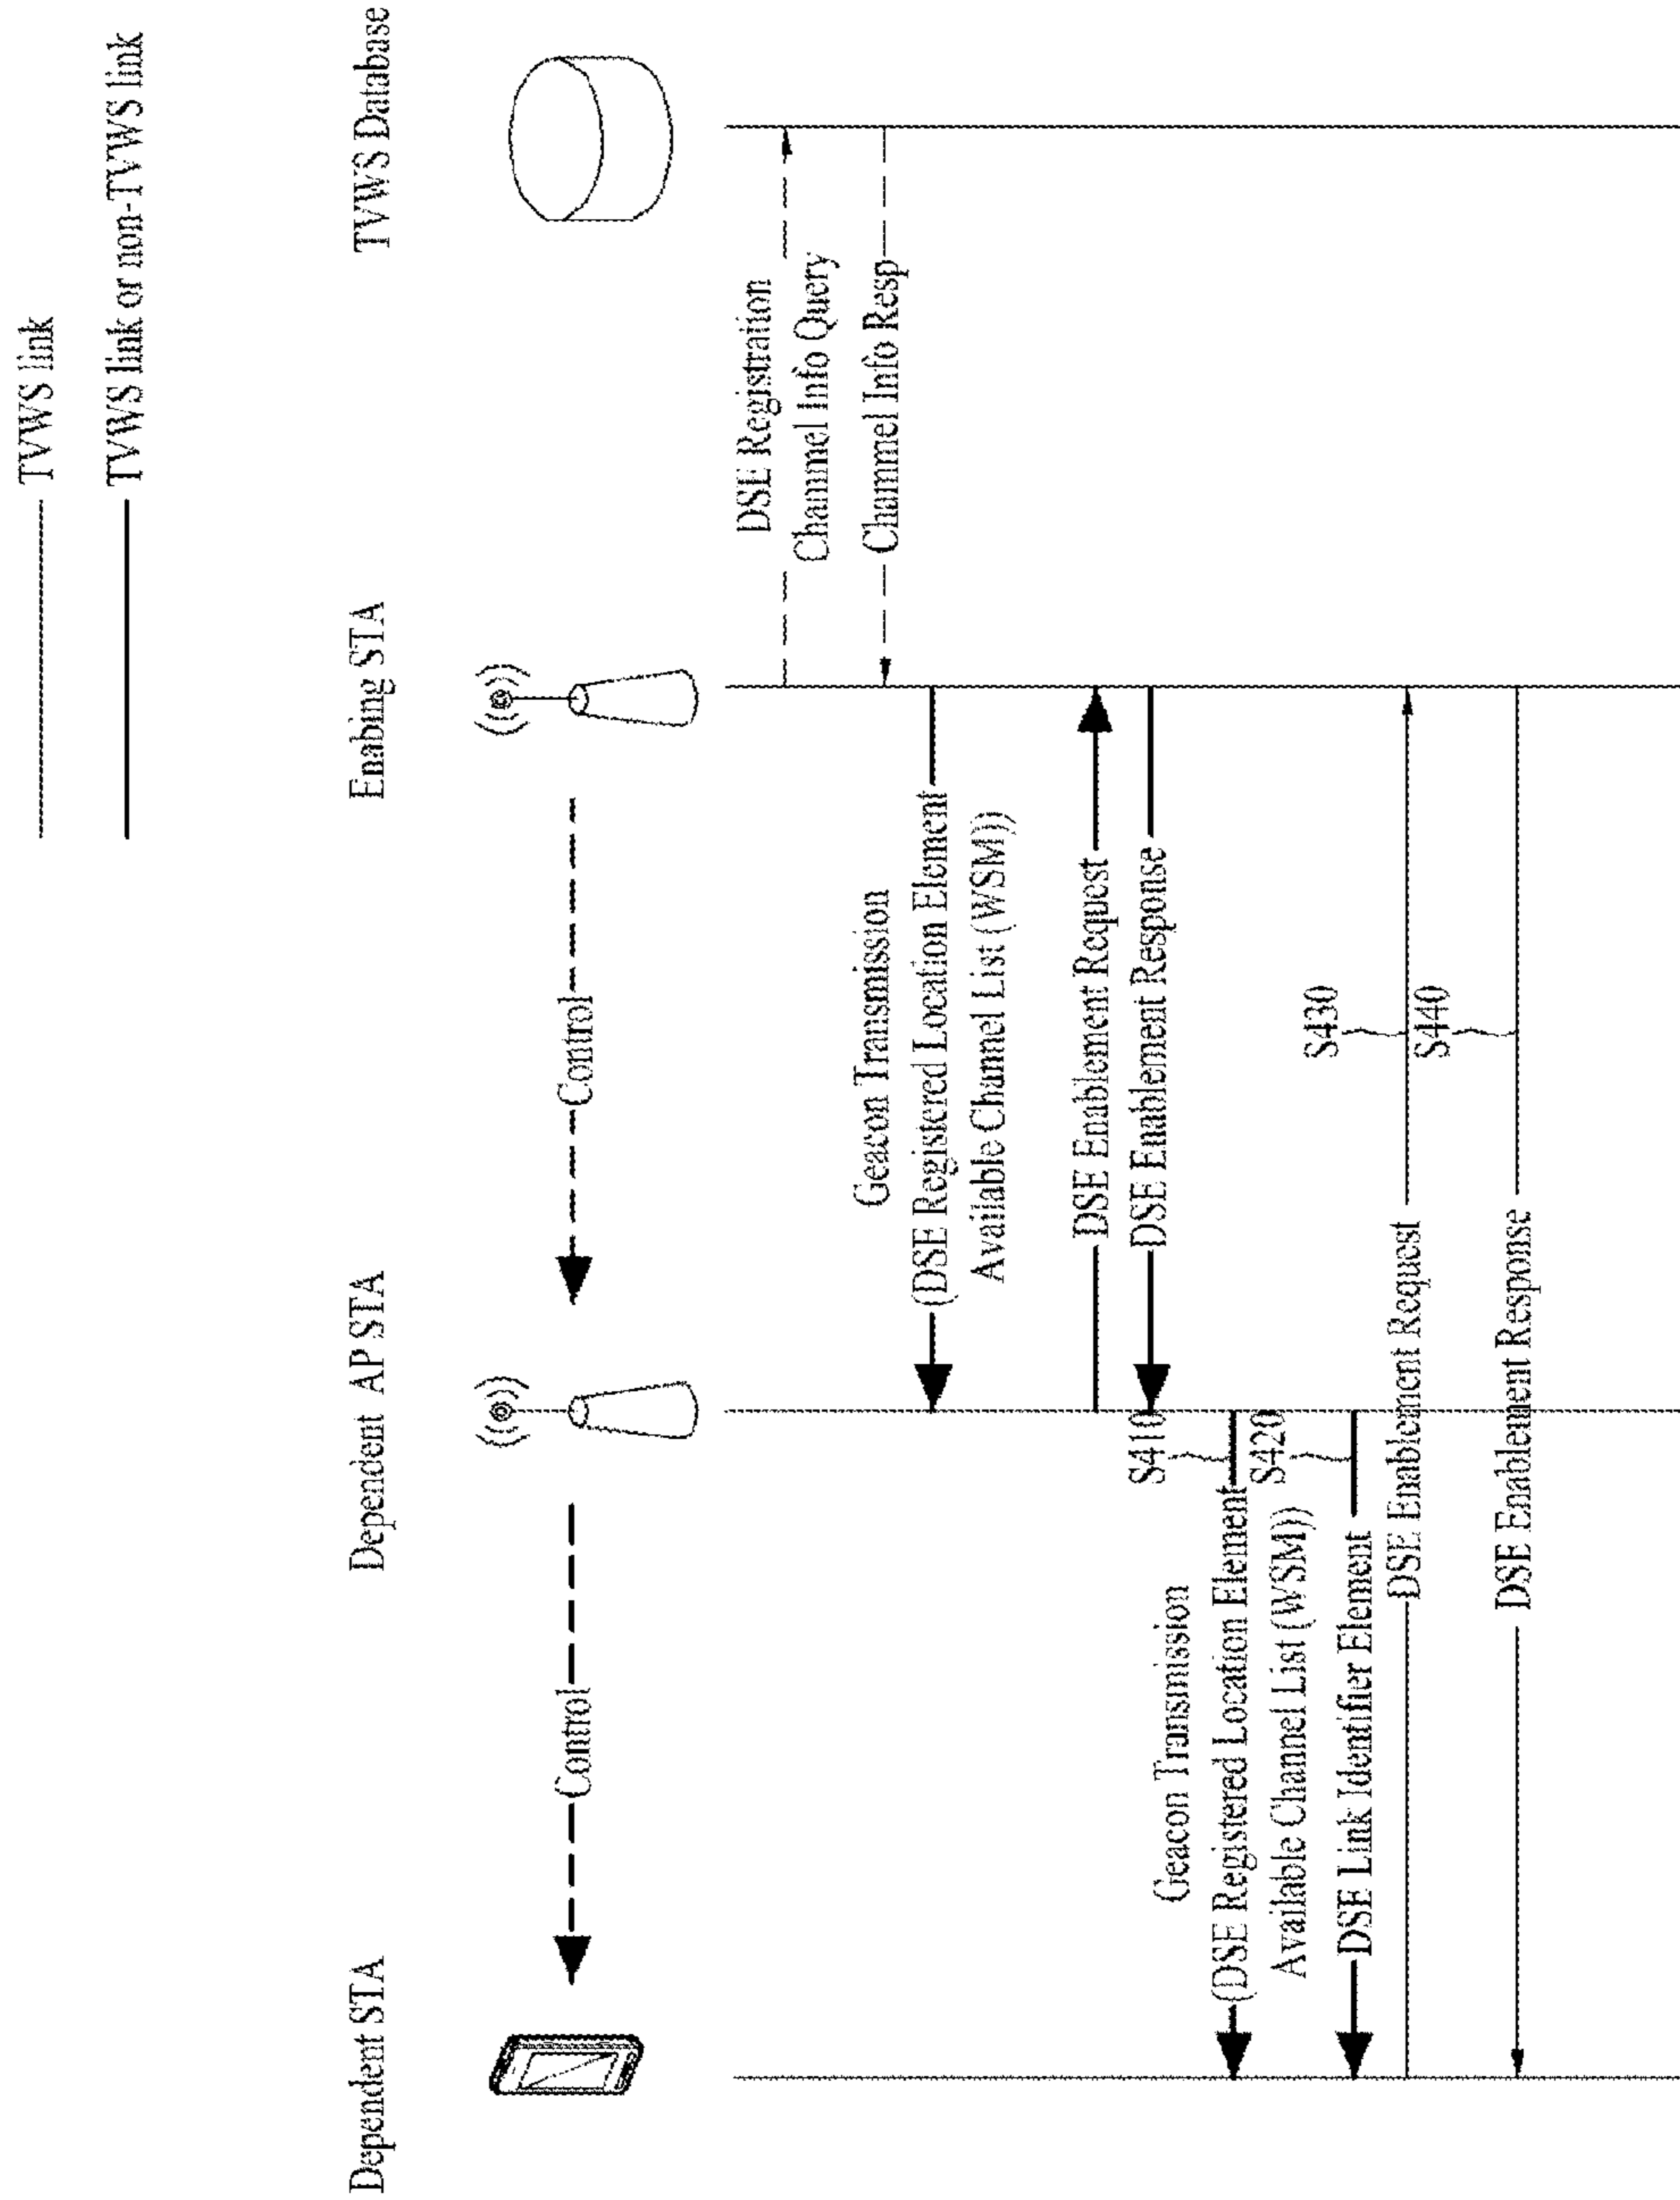 TVWS link
TVWS link or non-TVWS link
Dependent STA
Dependent AP STA
Enabing STA
TVWS Database
Control
Control
DSE Registration
Channel Info Query
Channel Info Resp
Geacon Transmission
(DSE Registered Location Element
Available Channel List (WSM))
DSE Enablement Request
DSE Enablement Response
S410
Geacon Transmission
(DSE Registered Location Element
Available Channel List (WSM))
S420
DSE Link Identifier Element
S430
DSE Enablement Request
S440
DSE Enablement Response